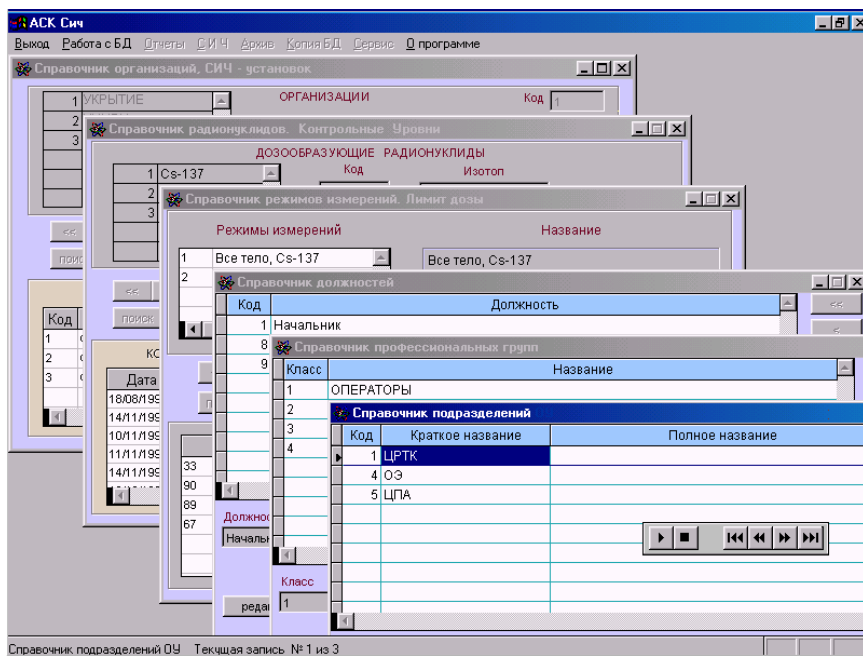 АСК Сич
Выход Работа с БД Отчеты СИЧ Архив Копия БД Сервис О программе
Справочник организаций, СИЧ - установок
1 УКРЫТИЕ
ОРГАНИЗАЦИИ
Код 1
2
3
<<
поиск
Код
1
2
3
Справочник радионуклидов. Контрольные Уровни
ДОЗООБРАЗУЮЩИЕ РАДИОНУКЛИДЫ
1 Cs-137
Код
Изотоп
2
3
<<
поиск
Дата
18/08/199
14/11/199
10/11/199
11/11/199
14/11/199
Справочник режимов измерений. Лимит дозы
Режимы измерений
Название
1 Все тело, Cs-137
Все тело, Cs-137
2
33
90
89
67
Справочник должностей
Код Должность
1 Начальник
8
9
<<
<
Справочник профессиональных групп
Класс Название
1 ОПЕРАТОРЫ
2
3
4
Класс
1
Справочник подразделений
Код Краткое название Полное название
1 ЦРТК
4 ОЭ
5 ЦПА
Справочник подразделений ОУ Текущая запись № 1 из 3